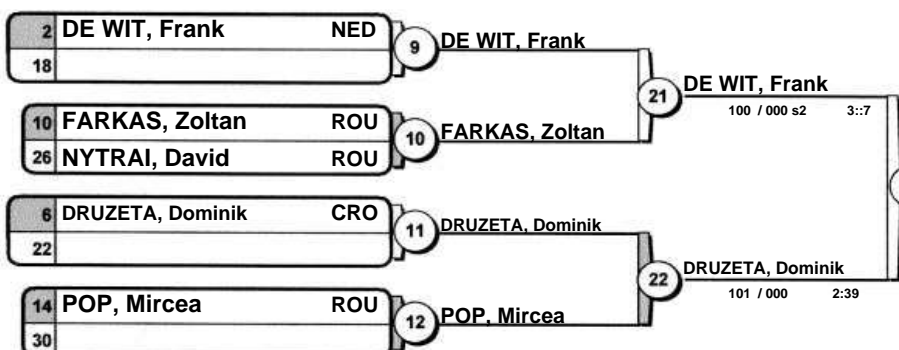 2 DE WIT, Frank NED
18
9
DE WIT, Frank
10 FARKAS, Zoltan ROU
26 NYTRAI, David ROU
10
FARKAS, Zoltan
21
DE WIT, Frank
100 / 000 s2 3::7
6 DRUZETA, Dominik CRO
22
11
DRUZETA, Dominik
14 POP, Mircea ROU
30
12
POP, Mircea
22
DRUZETA, Dominik
101 / 000 2:39